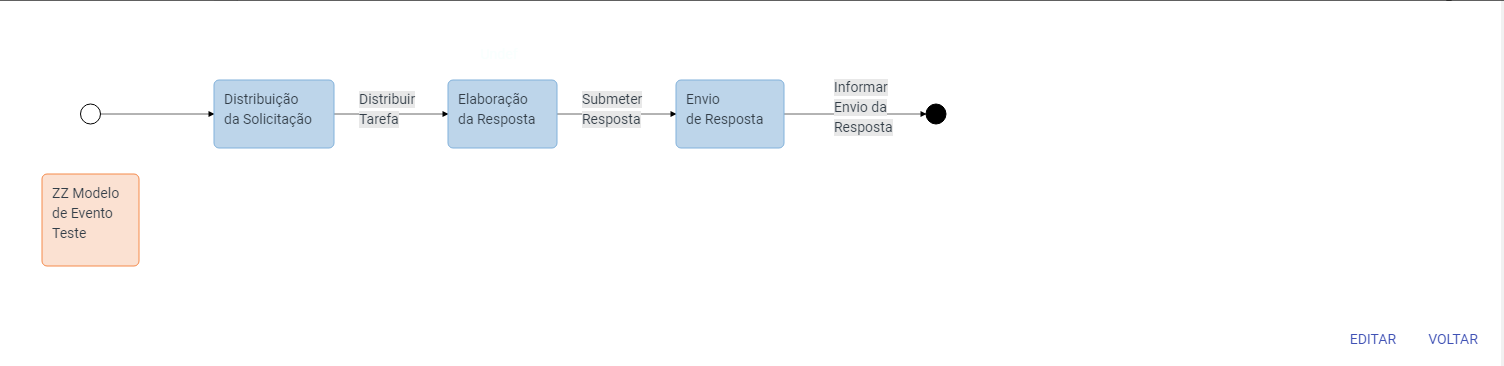 Distribuição
da Solicitação
Distribuir
Tarefa
Elaboração
da Resposta
Submeter
Resposta
Envio
de Resposta
Informar
Envio da
Resposta
ZZ Modelo
de Evento
Teste
EDITAR
VOLTAR